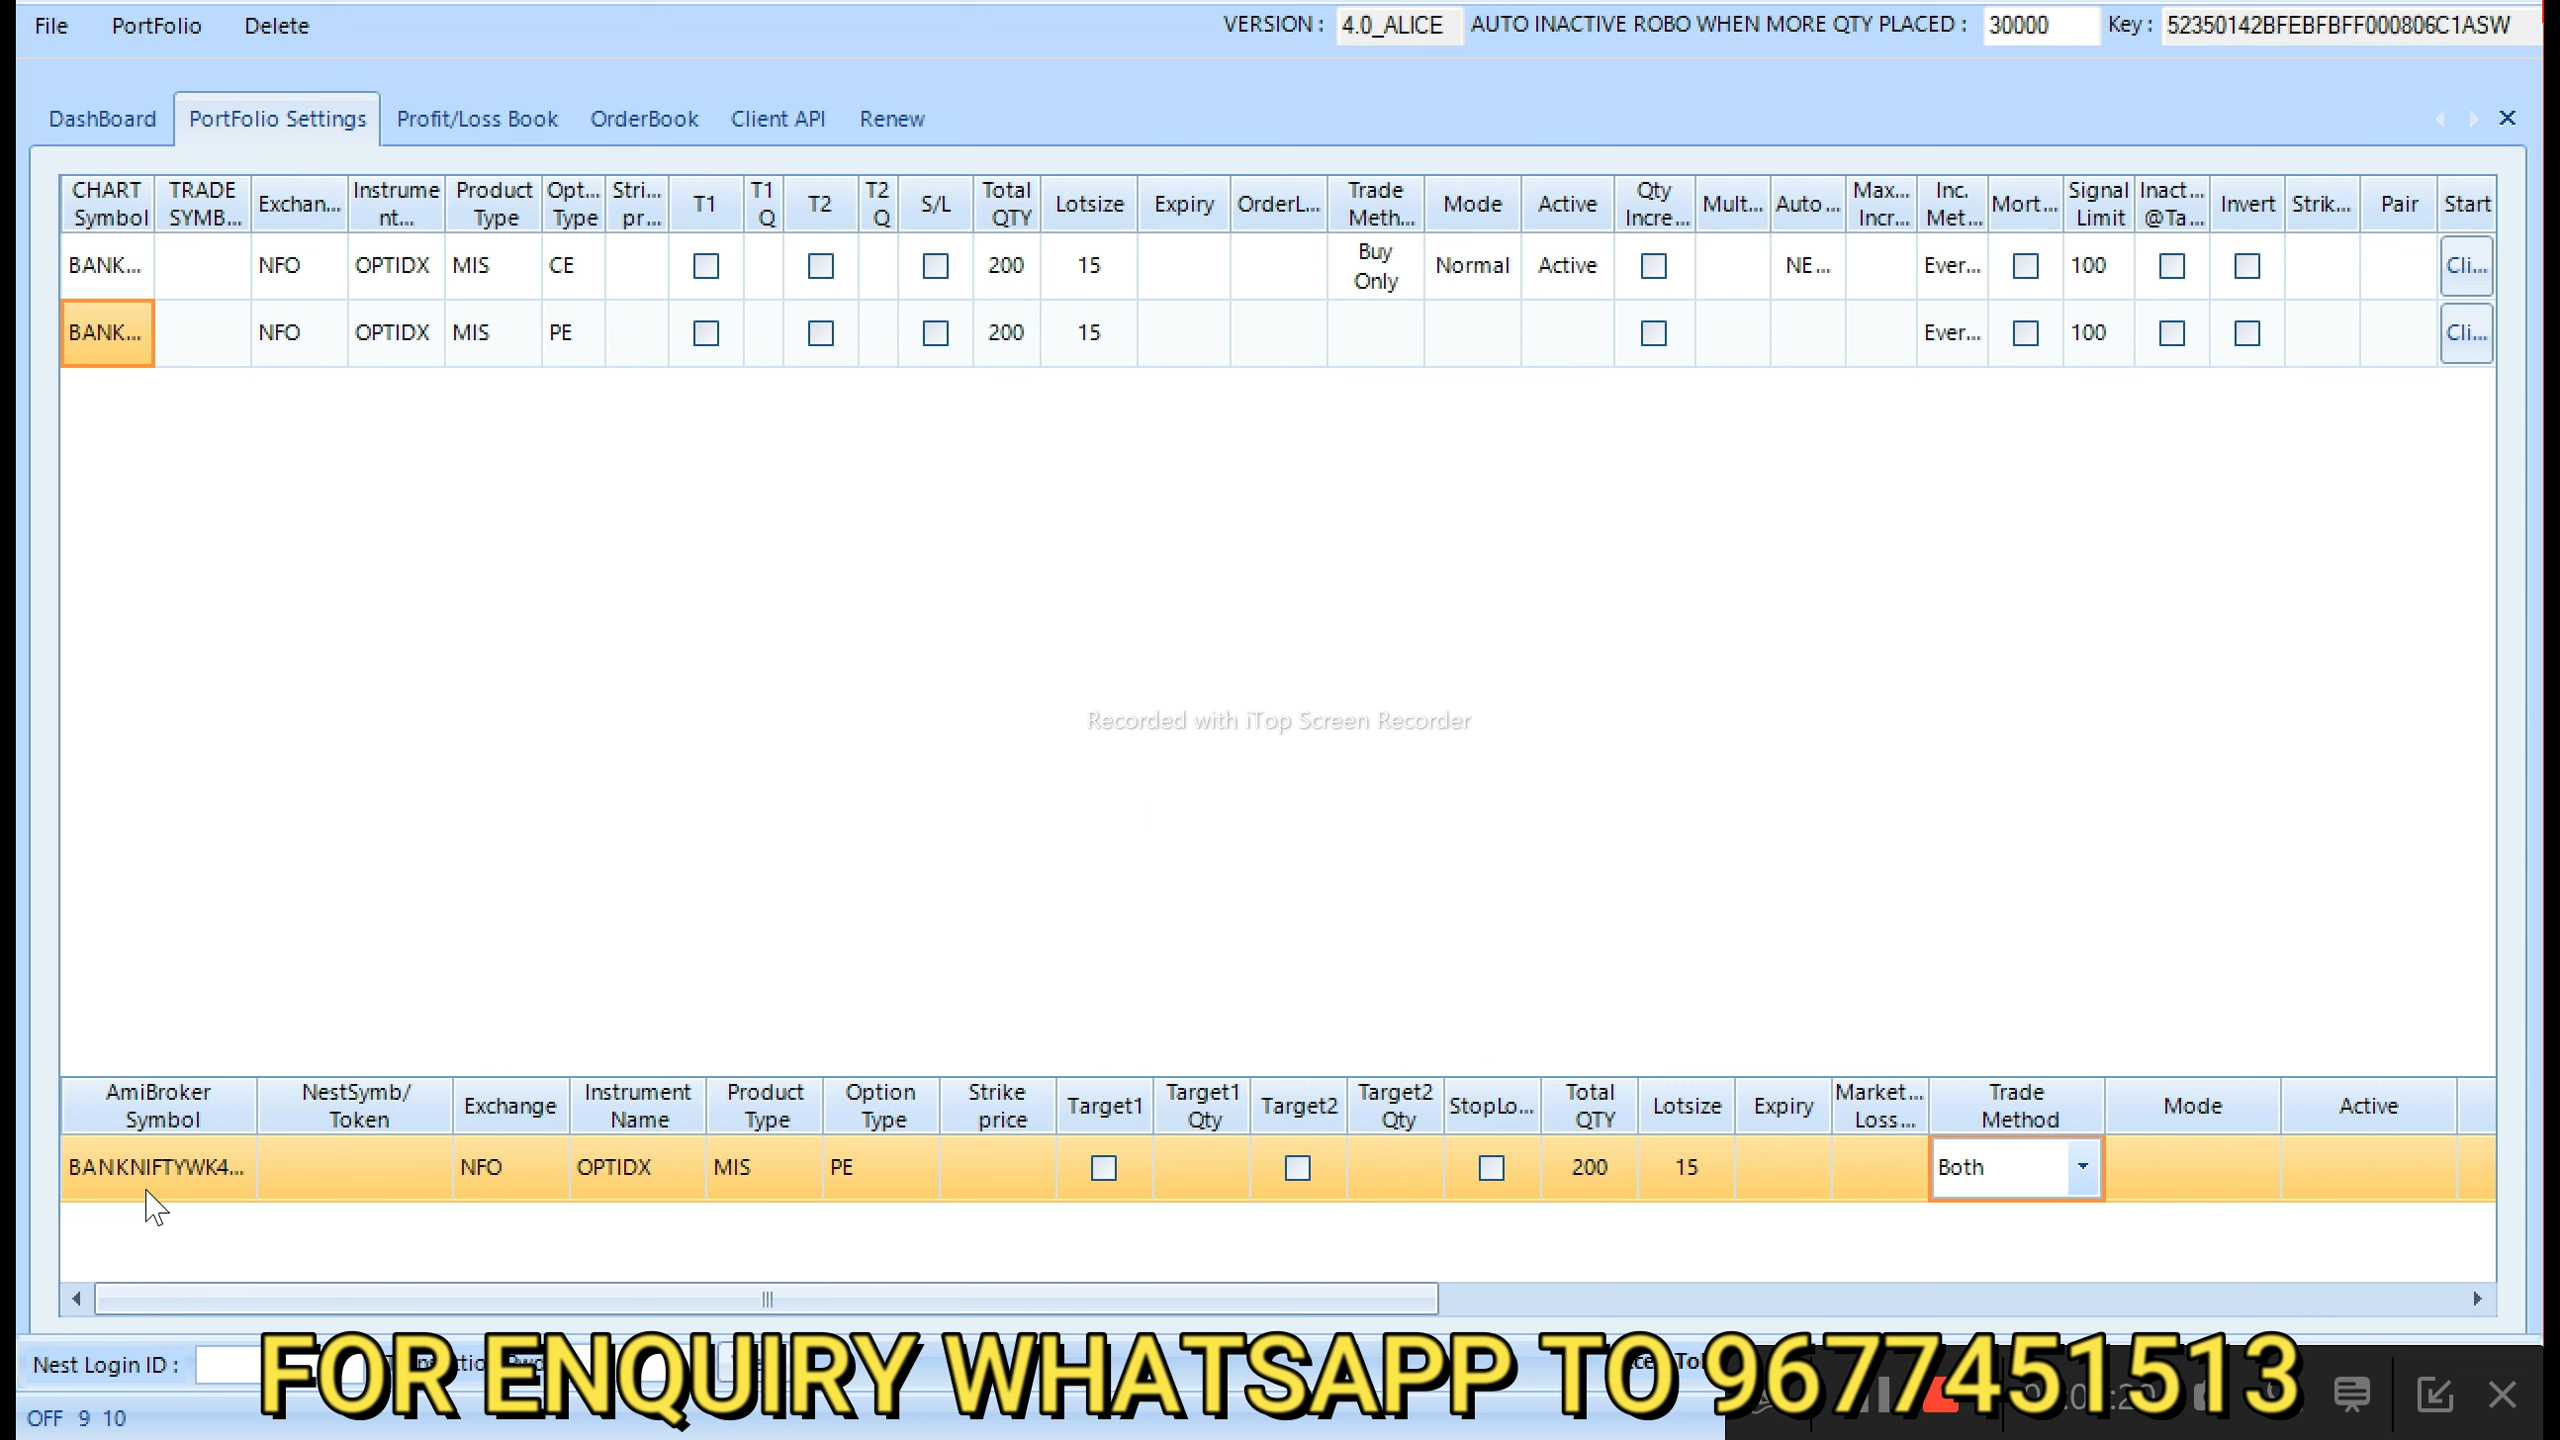 File PortFolio Delete VERSION : 4.0_ALICE AUTO INACTIVE ROBO WHEN MORE QTY PLACED : 30000 Key : 52350142BFEBFBFF000806C1ASW
DashBoard PortFolio Settings Profit/Loss Book OrderBook Client API Renew
CHART Symbol TRADE SYMB... Exchan... Instrume nt... Product Type Opt... Type Stri... pr... T1 T1 Q T2 T2 Q S/L Total QTY Lotsize Expiry OrderL... Trade Meth... Mode Active Qty Incre... Mult... Auto... Max... Incr... Inc. Met... Mort... Signal Limit Inact... @Ta... Invert Strik... Pair Start
BANK... NFO OPTIDX MIS CE 200 15 Buy Only Normal Active NE... Ever... 100 Cli...
BANK... NFO OPTIDX MIS PE 200 15 Ever... 100 Cli...
Recorded with iTop Screen Recorder
AmiBroker Symbol NestSymb/ Token Exchange Instrument Name Product Type Option Type Strike price Target1 Target1 Qty Target2 Target2 Qty StopLo... Total QTY Lotsize Expiry Market... Loss... Trade Method Mode Active
BANKNIFTYWK4... NFO OPTIDX MIS PE 200 15 Both
Nest Login ID :
FOR ENQUIRY WHATSAPP TO 9677451513
OFF 9 10